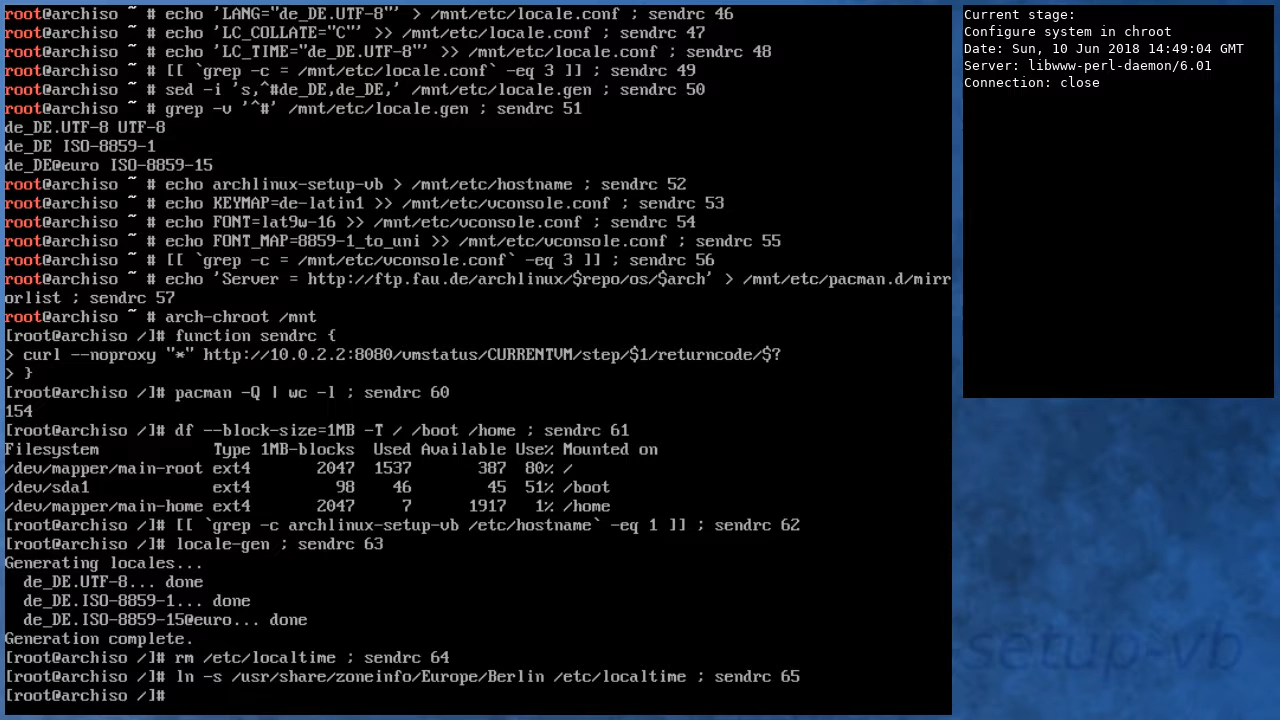 root@archiso ~ # echo 'LANG="de_DE.UTF-8"' > /mnt/etc/locale.conf ; sendrc 46
root@archiso ~ # echo 'LC_COLLATE="C"' >> /mnt/etc/locale.conf ; sendrc 47
root@archiso ~ # echo 'LC_TIME="de_DE.UTF-8"' >> /mnt/etc/locale.conf ; sendrc 48
root@archiso ~ # [[ `grep -c = /mnt/etc/locale.conf` -eq 3 ]] ; sendrc 49
root@archiso ~ # sed -i 's,^#de_DE,de_DE,' /mnt/etc/locale.gen ; sendrc 50
root@archiso ~ # grep -v '^#' /mnt/etc/locale.gen ; sendrc 51
de_DE.UTF-8 UTF-8
de_DE ISO-8859-1
de_DE@euro ISO-8859-15
root@archiso ~ # echo archlinux-setup-vb > /mnt/etc/hostname ; sendrc 52
root@archiso ~ # echo KEYMAP=de-latin1 >> /mnt/etc/vconsole.conf ; sendrc 53
root@archiso ~ # echo FONT=lat9w-16 >> /mnt/etc/vconsole.conf ; sendrc 54
root@archiso ~ # echo FONT_MAP=8859-1_to_uni >> /mnt/etc/vconsole.conf ; sendrc 55
root@archiso ~ # [[ `grep -c = /mnt/etc/vconsole.conf` -eq 3 ]] ; sendrc 56
root@archiso ~ # echo 'Server = http://ftp.fau.de/archlinux/$repo/os/$arch' > /mnt/etc/pacman.d/mirr
orlist ; sendrc 57
root@archiso ~ # arch-chroot /mnt
[root@archiso /]# function sendrc {
> curl --noproxy "*" http://10.0.2.2:8080/vmstatus/CURRENTVM/step/$1/returncode/$?
> }
[root@archiso /]# pacman -Q | wc -l ; sendrc 60
154
[root@archiso /]# df --block-size=1MB -T / /boot /home ; sendrc 61
Filesystem            Type 1MB-blocks  Used Available Use% Mounted on
/dev/mapper/main-root ext4       2047  1537       387  80% /
/dev/sda1             ext4         98    46        45  51% /boot
/dev/mapper/main-home ext4       2047     7      1917   1% /home
[root@archiso /]# [[ `grep -c archlinux-setup-vb /etc/hostname` -eq 1 ]] ; sendrc 62
[root@archiso /]# locale-gen ; sendrc 63
Generating locales...
  de_DE.UTF-8... done
  de_DE.ISO-8859-1... done
  de_DE.ISO-8859-15@euro... done
Generation complete.
[root@archiso /]# rm /etc/localtime ; sendrc 64
[root@archiso /]# ln -s /usr/share/zoneinfo/Europe/Berlin /etc/localtime ; sendrc 65
[root@archiso /]#
Current stage:
Configure system in chroot
Date: Sun, 10 Jun 2018 14:49:04 GMT
Server: libwww-perl-daemon/6.01
Connection: close
-setup-vb